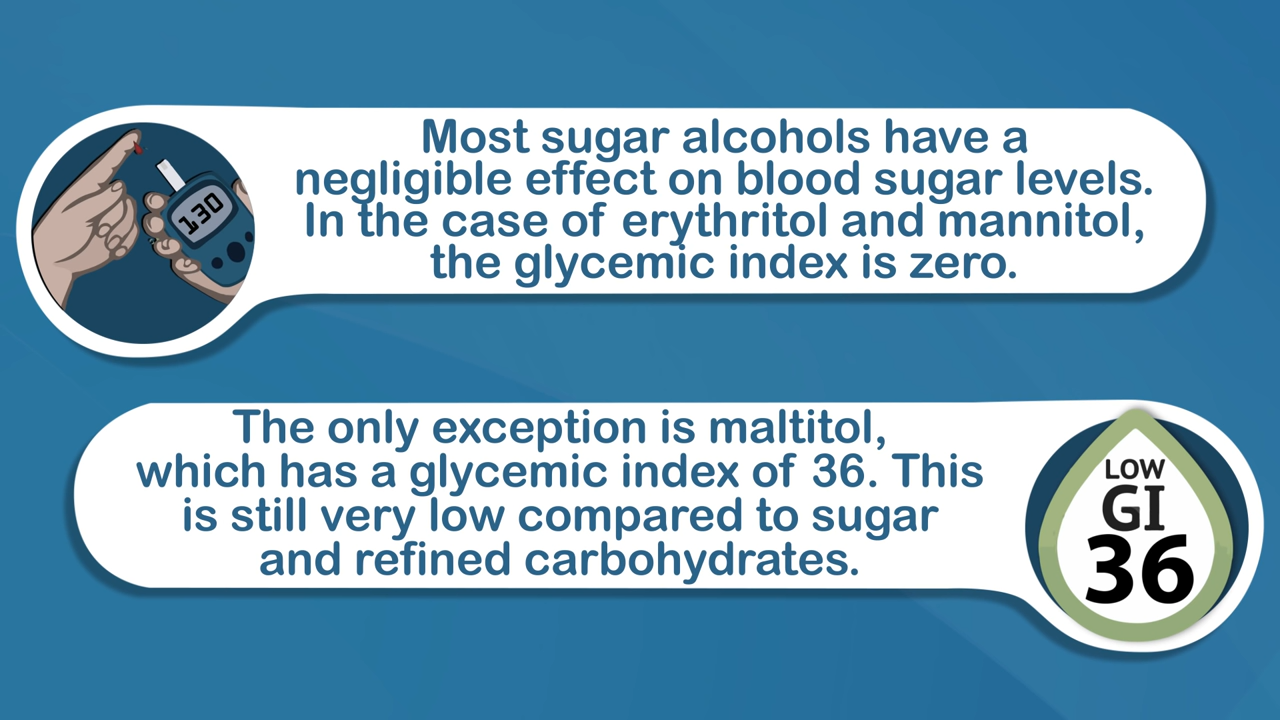 Most sugar alcohols have a
negligible effect on blood sugar levels.
In the case of erythritol and mannitol,
the glycemic index is zero.
130
The only exception is maltitol,
which has a glycemic index of 36. This
is still very low compared to sugar
and refined carbohydrates.
LOW
GI
36